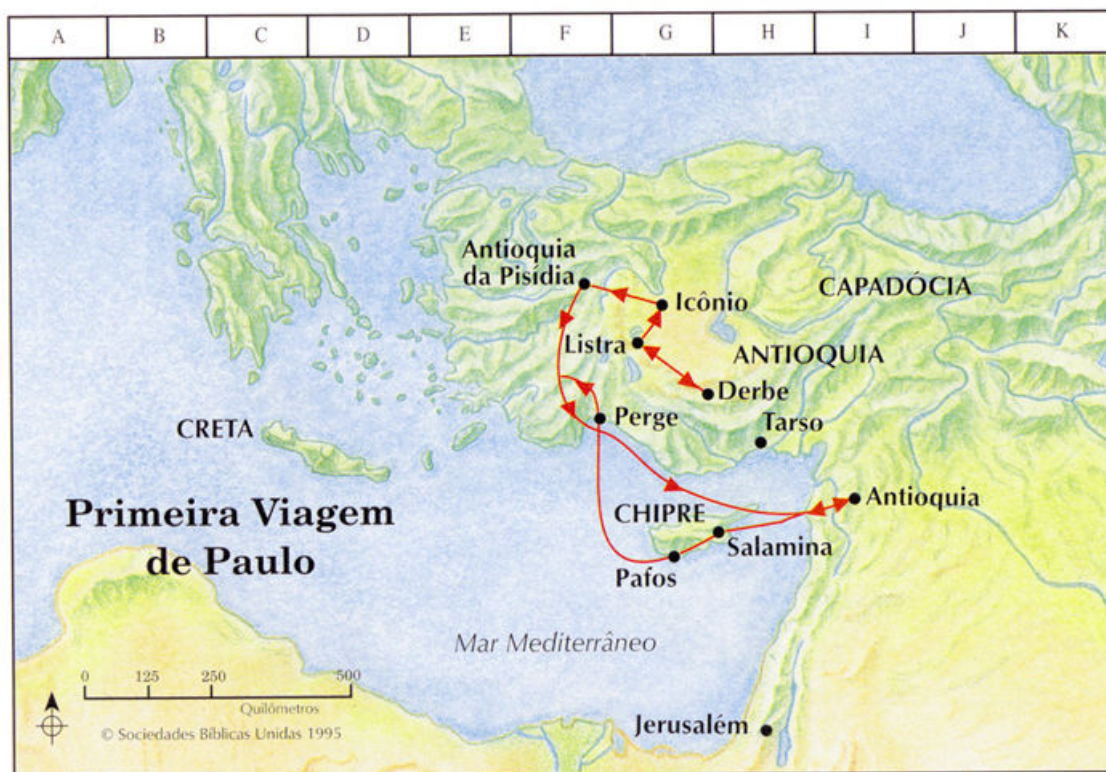 A B C D E F G H I J K
Antioquia
da Pisídia
Icônio
CAPADÓCIA
Listra
ANTIOQUIA
Derbe
Perge
Tarso
CRETA
Antioquia
Primeira Viagem
de Paulo
CHIPRE
Salamina
Pafos
Mar Mediterrâneo
0 125 250 500
Quilômetros
© Sociedades Bíblicas Unidas 1995
Jerusalém